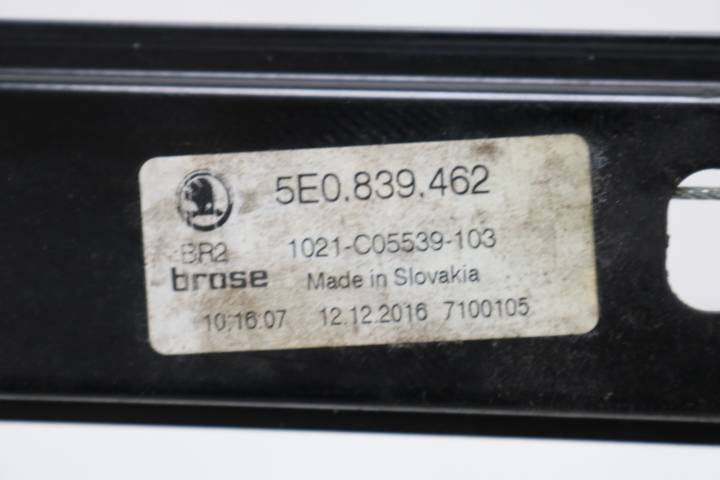 5E0.839.462
BR2 1021-C05539-103
brose Made in Slovakia
10:16:07 12.12.2016 7100105